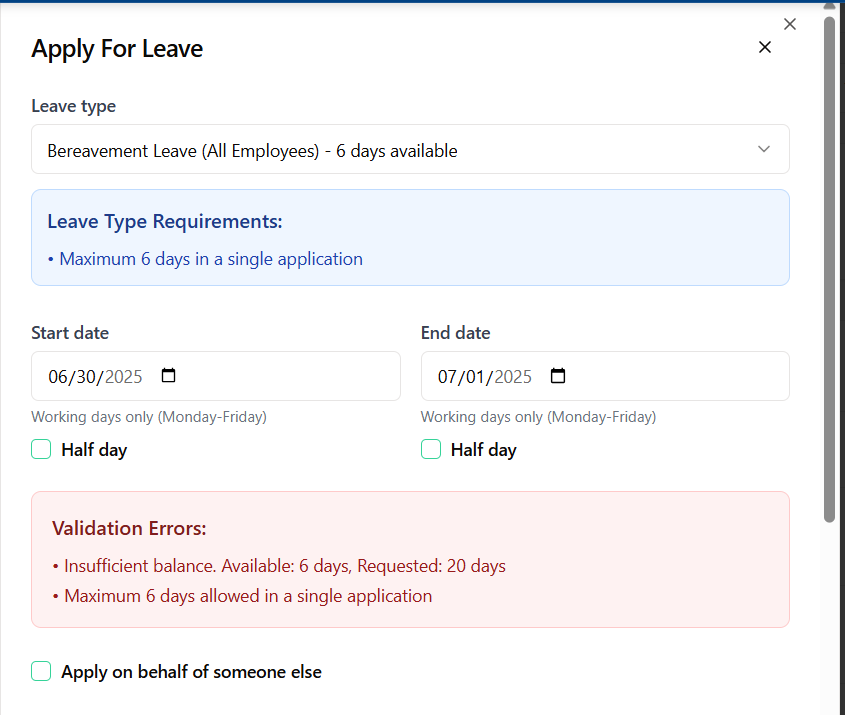 Apply For Leave
Leave type
Bereavement Leave (All Employees) - 6 days available
Leave Type Requirements:
• Maximum 6 days in a single application
Start date
End date
06/30/2025
07/01/2025
Working days only (Monday-Friday)
Working days only (Monday-Friday)
Half day
Half day
Validation Errors:
• Insufficient balance. Available: 6 days, Requested: 20 days
• Maximum 6 days allowed in a single application
Apply on behalf of someone else